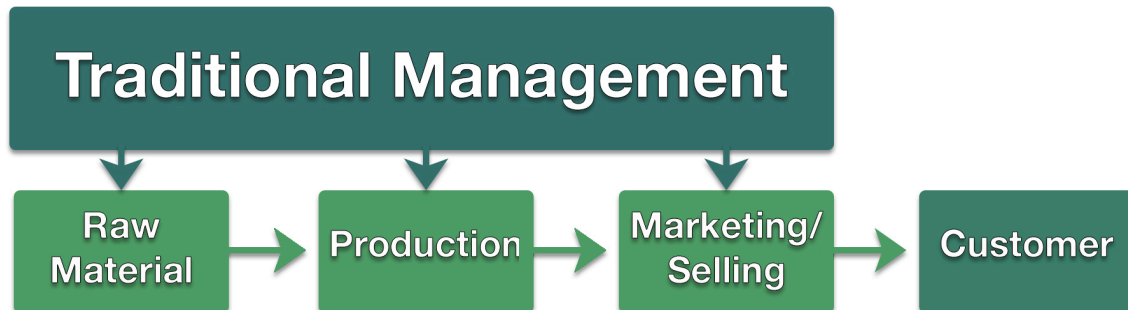 Traditional Management
Raw
Material
Production
Marketing/
Selling
Customer